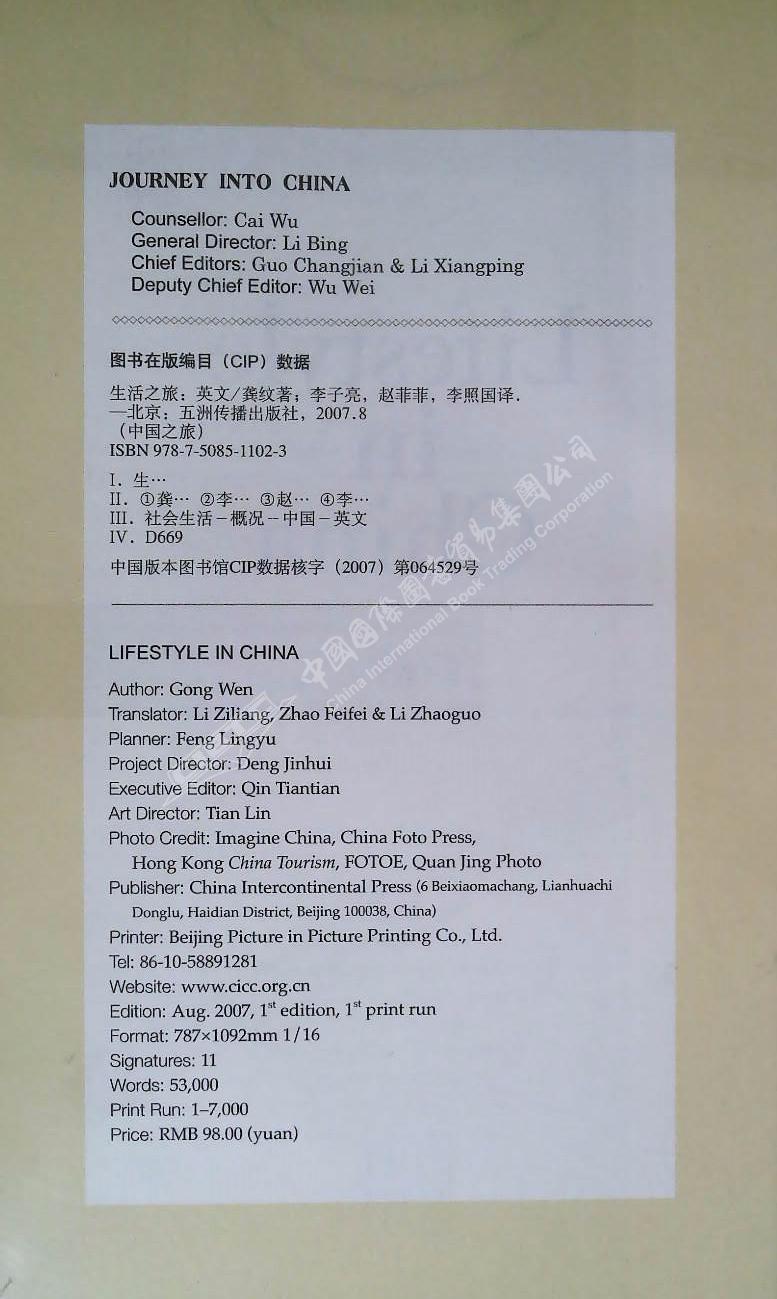 JOURNEY INTO CHINA
Counsellor: Cai Wu
General Director: Li Bing
Chief Editors: Guo Changjian & Li Xiangping
Deputy Chief Editor: Wu Wei
图书在版编目（CIP）数据
生活之旅：英文/龚纹著；李子亮，赵菲菲，李照国译．
—北京：五洲传播出版社，2007.8
（中国之旅）
ISBN 978-7-5085-1102-3
I．生…
II．①龚… ②李… ③赵… ④李…
III．社会生活－概况－中国－英文
IV．D669
中国版本图书馆CIP数据核字（2007）第064529号
中國國際圖書貿易集團公司
China International Book Trading Corporation
LIFESTYLE IN CHINA
Author: Gong Wen
Translator: Li Ziliang, Zhao Feifei & Li Zhaoguo
Planner: Feng Lingyu
Project Director: Deng Jinhui
Executive Editor: Qin Tiantian
Art Director: Tian Lin
Photo Credit: Imagine China, China Foto Press,
Hong Kong China Tourism, FOTOE, Quan Jing Photo
Publisher: China Intercontinental Press (6 Beixiaomachang, Lianhuachi
Donglu, Haidian District, Beijing 100038, China)
Printer: Beijing Picture in Picture Printing Co., Ltd.
Tel: 86-10-58891281
Website: www.cicc.org.cn
Edition: Aug. 2007, 1st edition, 1st print run
Format: 787×1092mm 1/16
Signatures: 11
Words: 53,000
Print Run: 1–7,000
Price: RMB 98.00 (yuan)